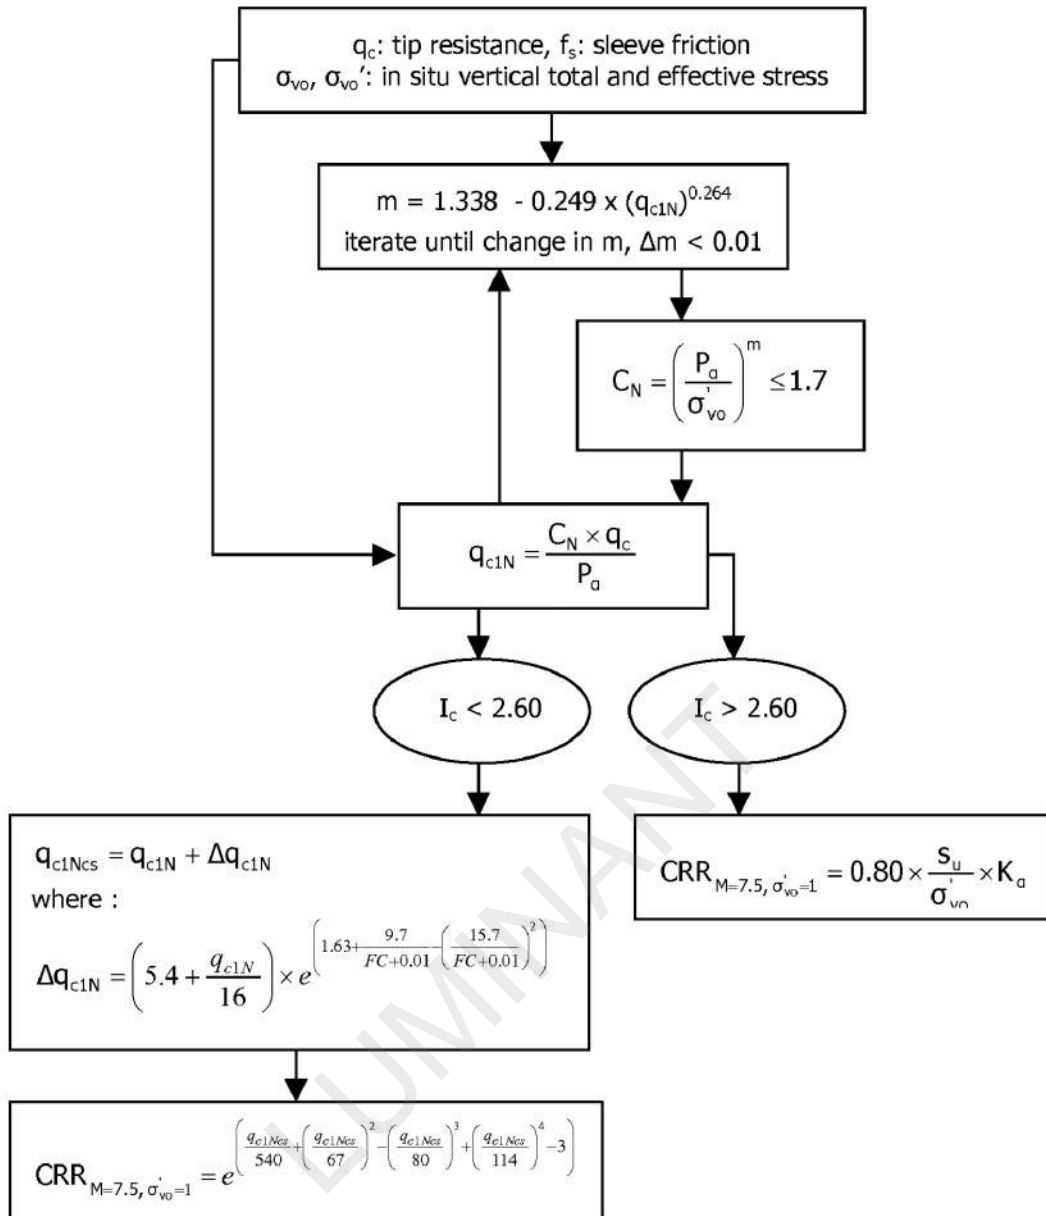 q_c: tip resistance, f_s: sleeve friction
σ_vo, σ_vo′: in situ vertical total and effective stress
m = 1.338 - 0.249 x (q_c1N)^0.264
iterate until change in m, Δm < 0.01
C_N = (P_a / σ'_vo)^m ≤ 1.7
q_c1N = (C_N × q_c) / P_a
I_c < 2.60
I_c > 2.60
q_c1Ncs = q_c1N + Δq_c1N
where :
Δq_c1N = (5.4 + q_c1N / 16) × e^(1.63 + 9.7 / (FC+0.01) - (15.7 / (FC+0.01))^2)
CRR_M=7.5, σ'_vo=1 = 0.80 × s_u / σ'_vo × K_α
CRR_M=7.5, σ'_vo=1 = e^(q_c1Ncs / 540 + (q_c1Ncs / 67)^2 - (q_c1Ncs / 80)^3 + (q_c1Ncs / 114)^4 - 3)
LUMINANT